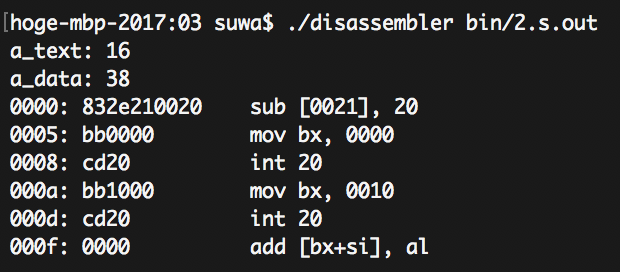 [hoge-mbp-2017:03 suwa$ ./disassembler bin/2.s.out
a_text: 16
a_data: 38
0000: 832e210020    sub [0021], 20
0005: bb0000        mov bx, 0000
0008: cd20          int 20
000a: bb1000        mov bx, 0010
000d: cd20          int 20
000f: 0000          add [bx+si], al